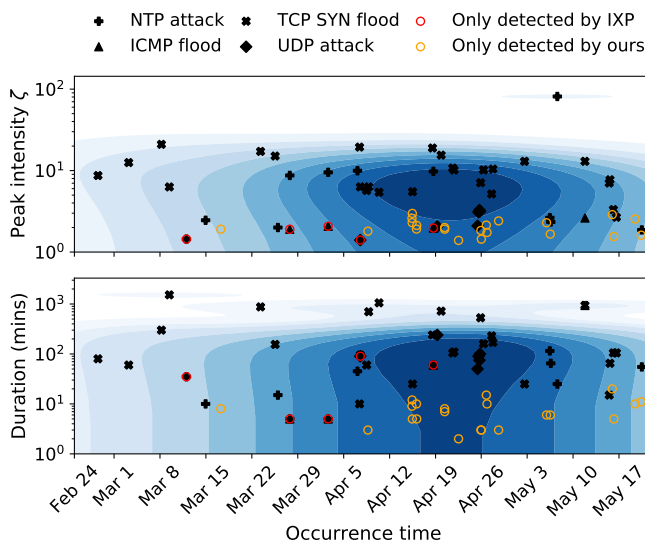 NTP attack TCP SYN flood Only detected by IXP
ICMP flood UDP attack Only detected by ours
Peak intensity ζ
10²
10¹
10⁰
Duration (mins)
10³
10²
10¹
10⁰
Feb 24 Mar 1 Mar 8 Mar 15 Mar 22 Mar 29 Apr 5 Apr 12 Apr 19 Apr 26 May 3 May 10 May 17
Occurrence time